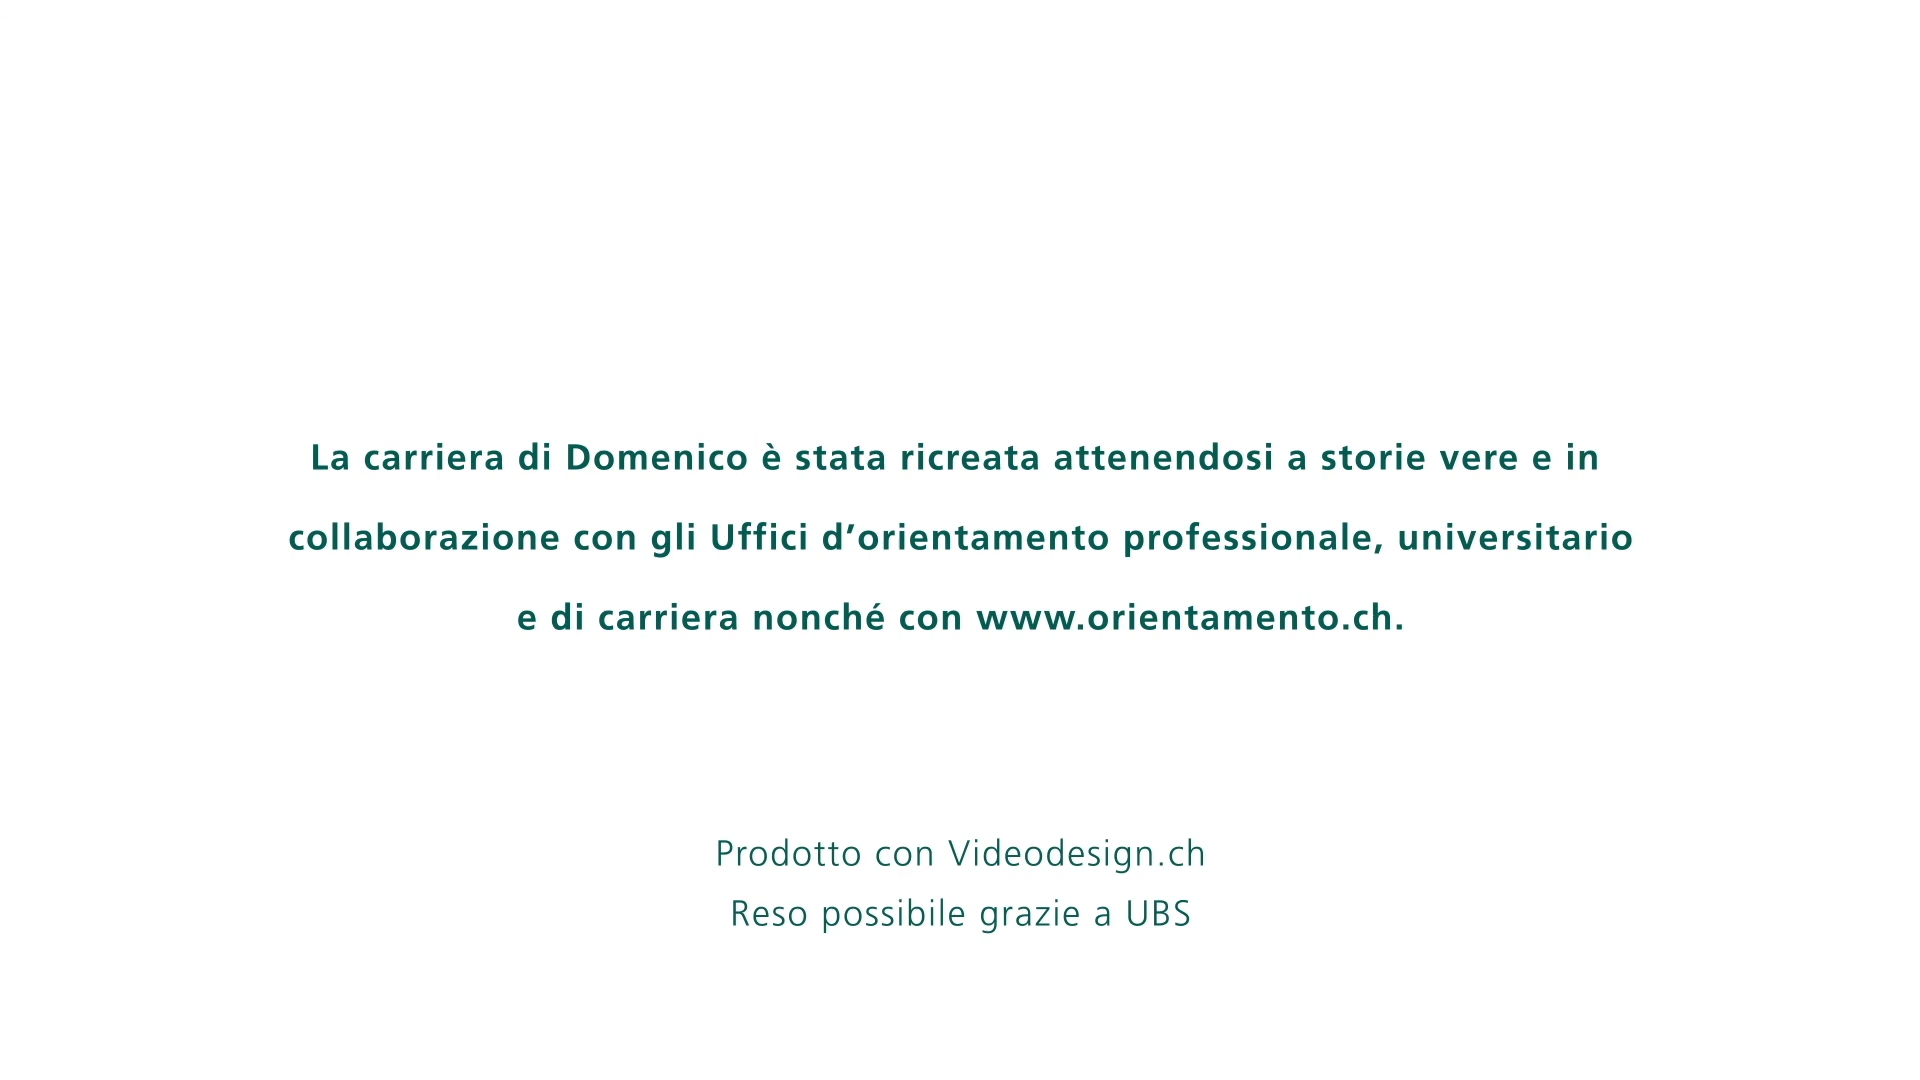 La carriera di Domenico è stata ricreata attenendosi a storie vere e in
collaborazione con gli Uffici d’orientamento professionale, universitario
e di carriera nonché con www.orientamento.ch.
Prodotto con Videodesign.ch
Reso possibile grazie a UBS